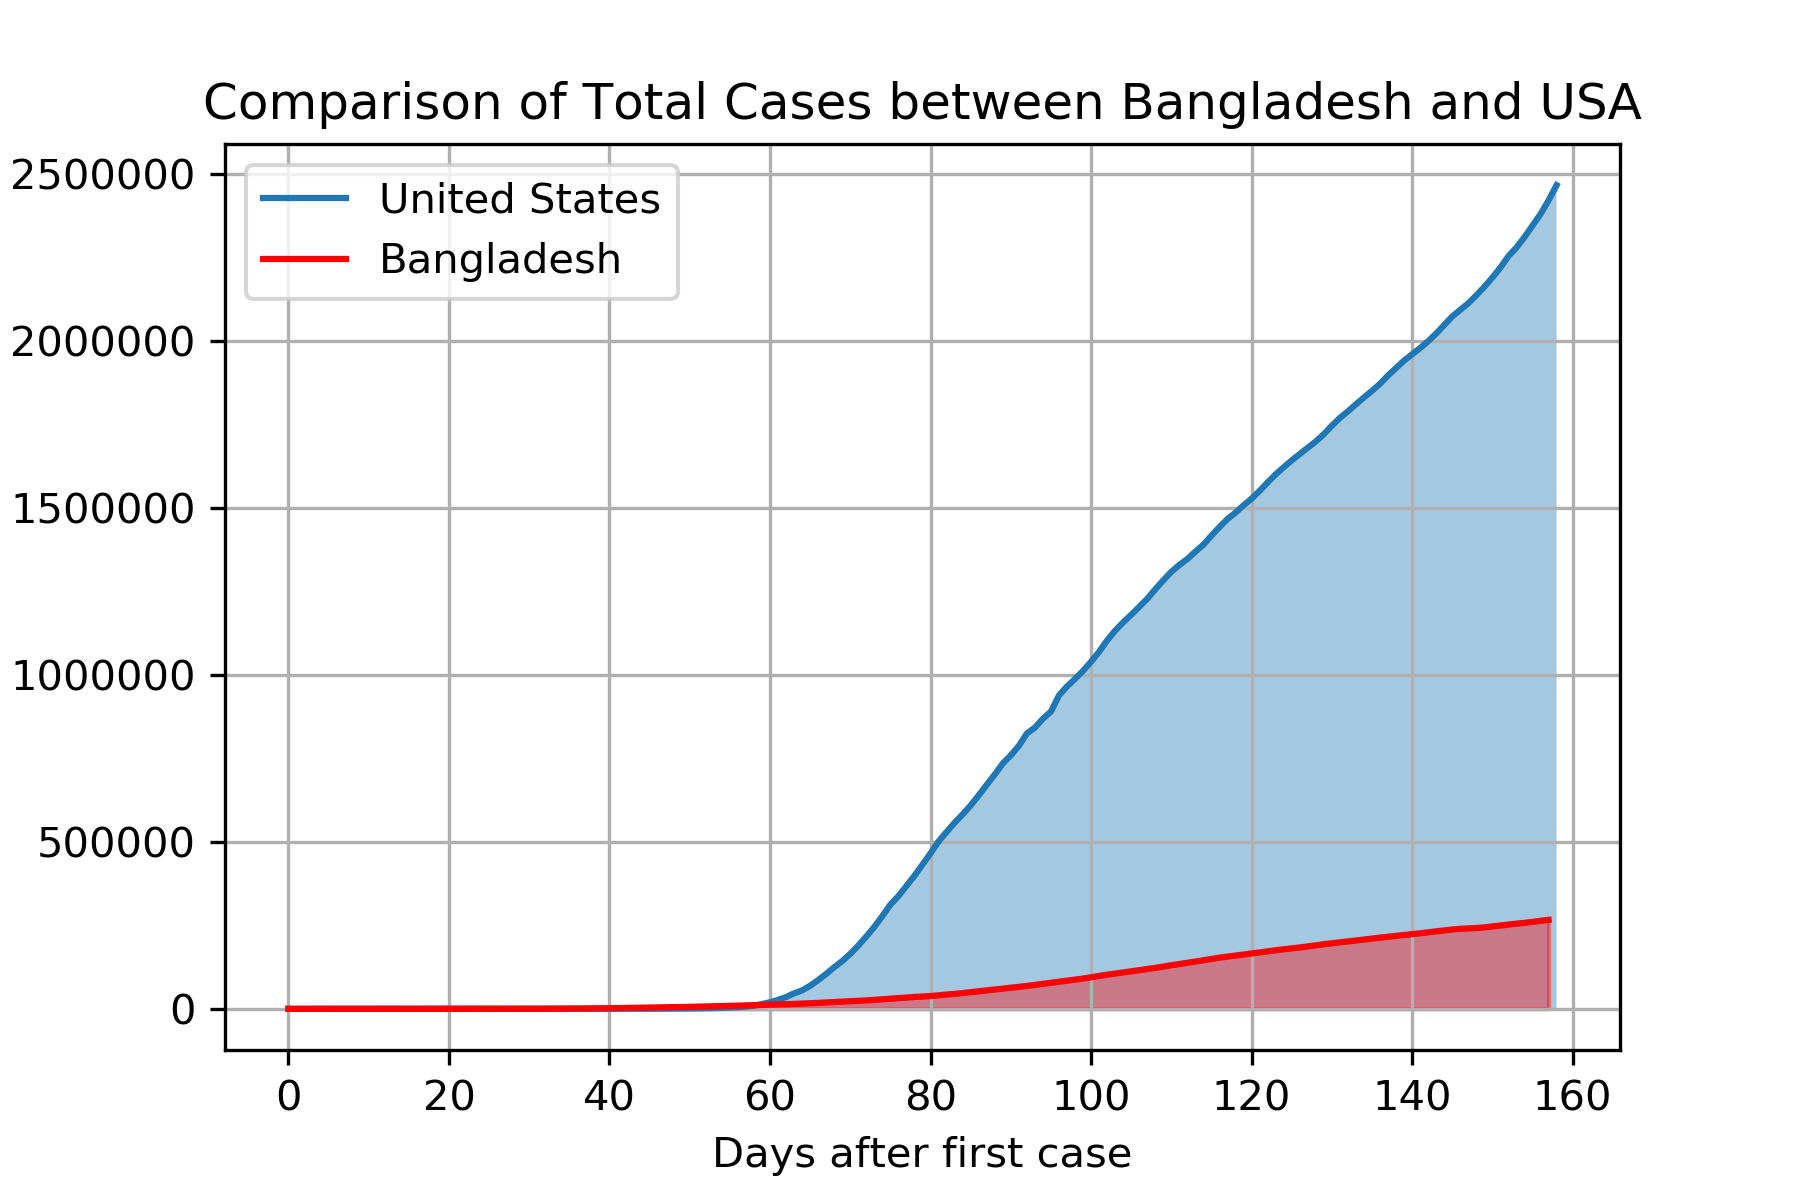 Comparison of Total Cases between Bangladesh and USA
United States
Bangladesh
2500000
2000000
1500000
1000000
500000
0
0 20 40 60 80 100 120 140 160
Days after first case